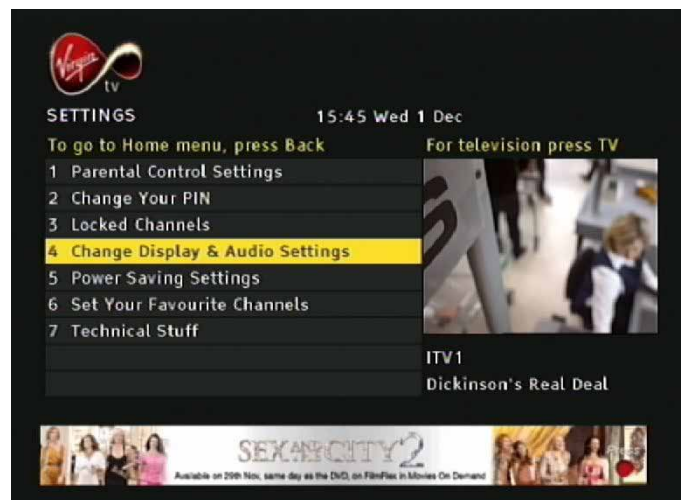 Virgin
tv
SETTINGS 15:45 Wed 1 Dec
To go to Home menu, press Back For television press TV
1 Parental Control Settings
2 Change Your PIN
3 Locked Channels
4 Change Display & Audio Settings
5 Power Saving Settings
6 Set Your Favourite Channels
7 Technical Stuff
ITV1
Dickinson's Real Deal
SEX AND THE CITY 2
Available on 29th Nov, same day as the DVD, on FilmFlex in Movies On Demand